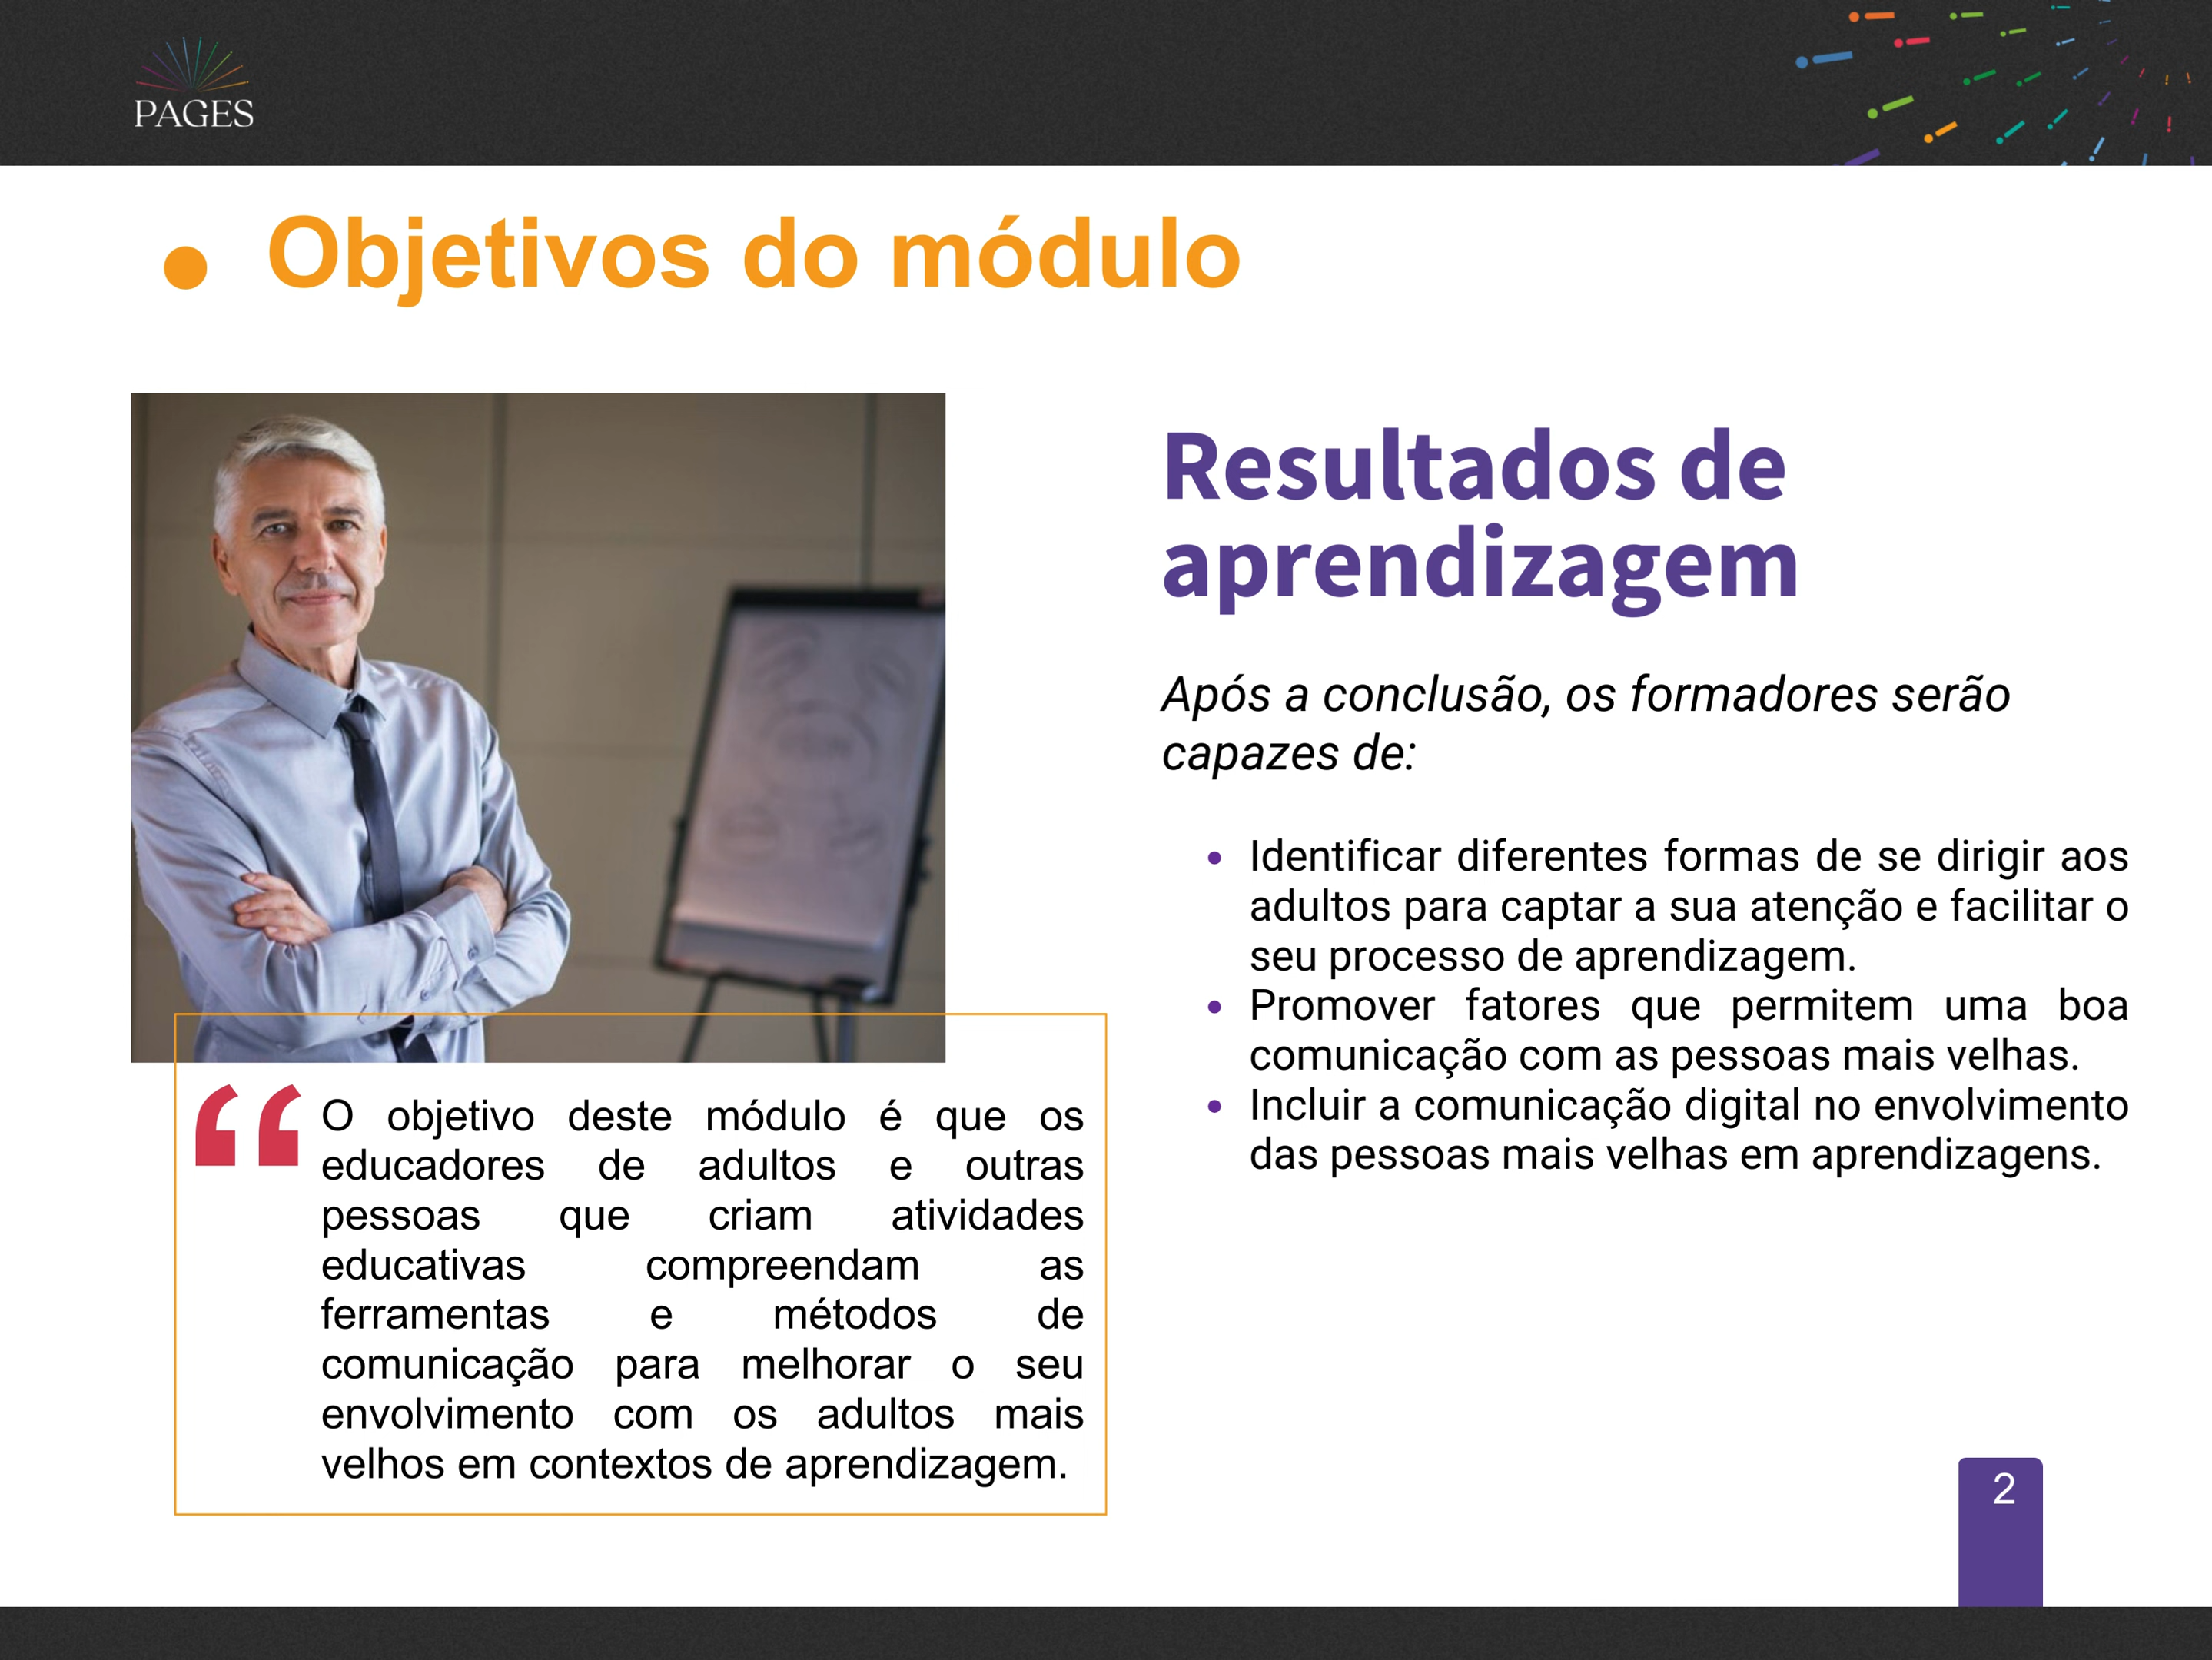 PAGES
• Objetivos do módulo
Resultados de
aprendizagem
Após a conclusão, os formadores serão
capazes de:
• Identificar diferentes formas de se dirigir aos
adultos para captar a sua atenção e facilitar o
seu processo de aprendizagem.
• Promover fatores que permitem uma boa
comunicação com as pessoas mais velhas.
• Incluir a comunicação digital no envolvimento
das pessoas mais velhas em aprendizagens.
“
O objetivo deste módulo é que os
educadores de adultos e outras
pessoas que criam atividades
educativas compreendam as
ferramentas e métodos de
comunicação para melhorar o seu
envolvimento com os adultos mais
velhos em contextos de aprendizagem.
2